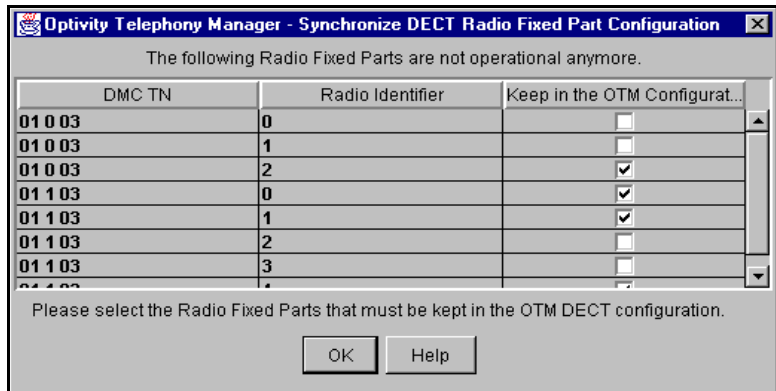 Optivity Telephony Manager - Synchronize DECT Radio Fixed Part Configuration
The following Radio Fixed Parts are not operational anymore.
DMC TN Radio Identifier Keep in the OTM Configurat...
01 0 03 0
01 0 03 1
01 0 03 2
01 1 03 0
01 1 03 1
01 1 03 2
01 1 03 3
Please select the Radio Fixed Parts that must be kept in the OTM DECT configuration.
OK Help